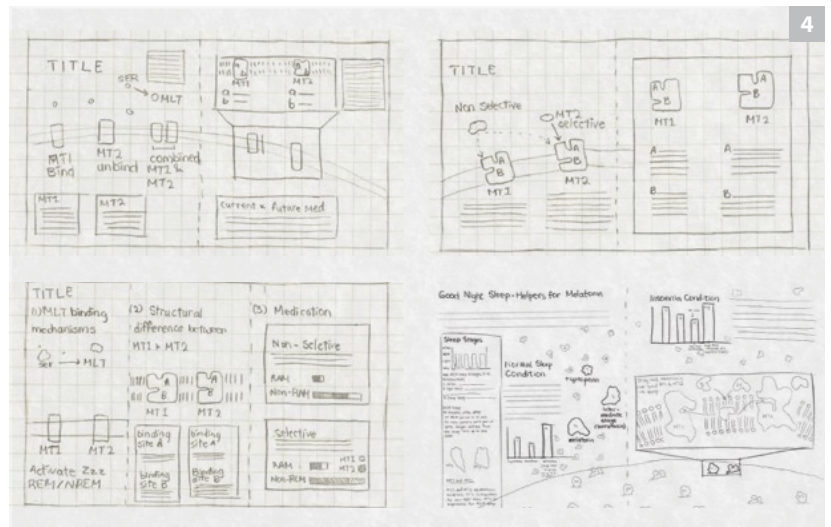 4
TITLE
SER
MLT
MT1
Bind
MT2
unbind
combined
MT1 &
MT2
MT1
MT2
MT1
MT2
a
b
a
b
Current & Future Med
TITLE
Non Selective
MT2
selective
A
B
MT1
A
B
MT2
A
B
MT1
A
B
MT2
A
A
B
B
TITLE
(1) MLT binding
mechanisms
Ser
MLT
MT1
MT2
Activate zzz
REM/NREM
(2) Structural
difference between
MT1 & MT2
A
B
MT1
A
B
MT2
binding
site A
binding
site A
binding
site B
Binding
site B
(3) Medication
Non-Seletive
RAM
Non-RAM
Selective
MT1
MT2
RAM
Non-REM
Good Night Sleep-Helpers for Melatonin
Sleep Stages
Normal Sleep
Condition
tryptophan
melatonin
Insomnia Condition